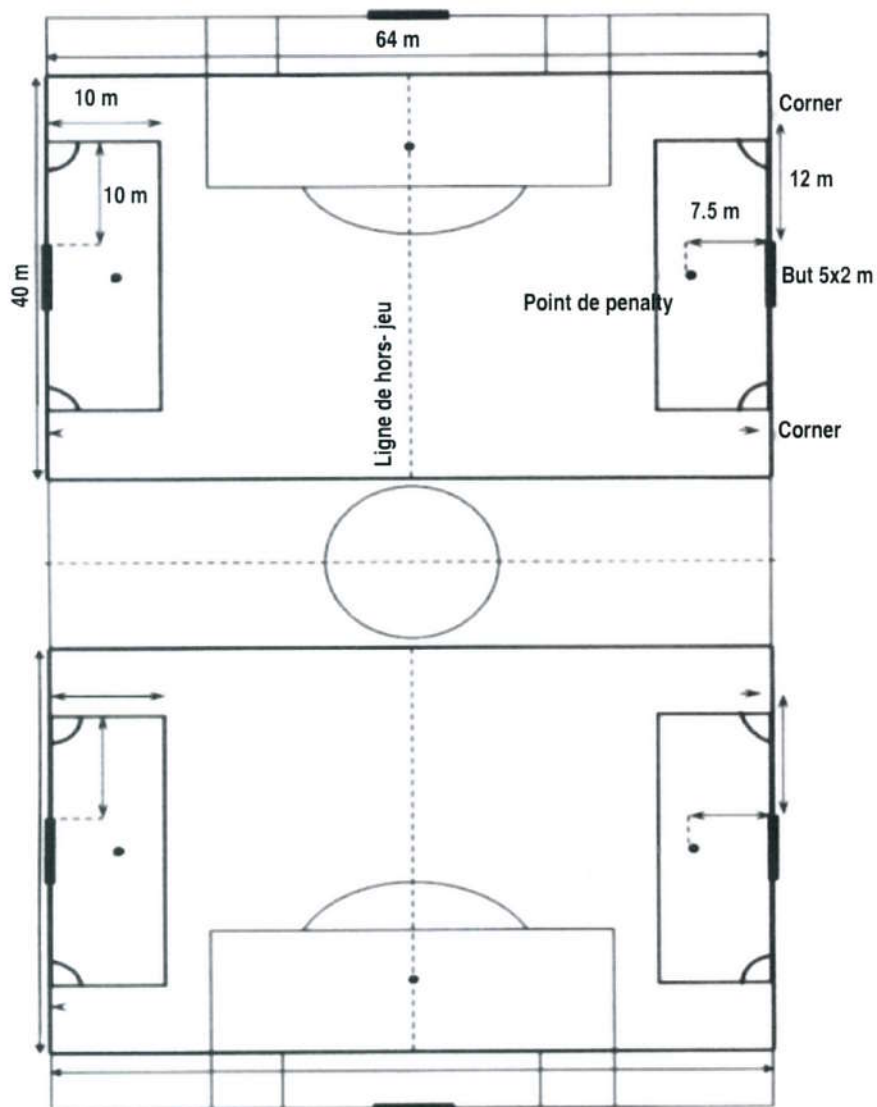 64 m
10 m
Corner
10 m
12 m
7.5 m
40 m
But 5x2 m
Point de penalty
Ligne de hors- jeu
Corner